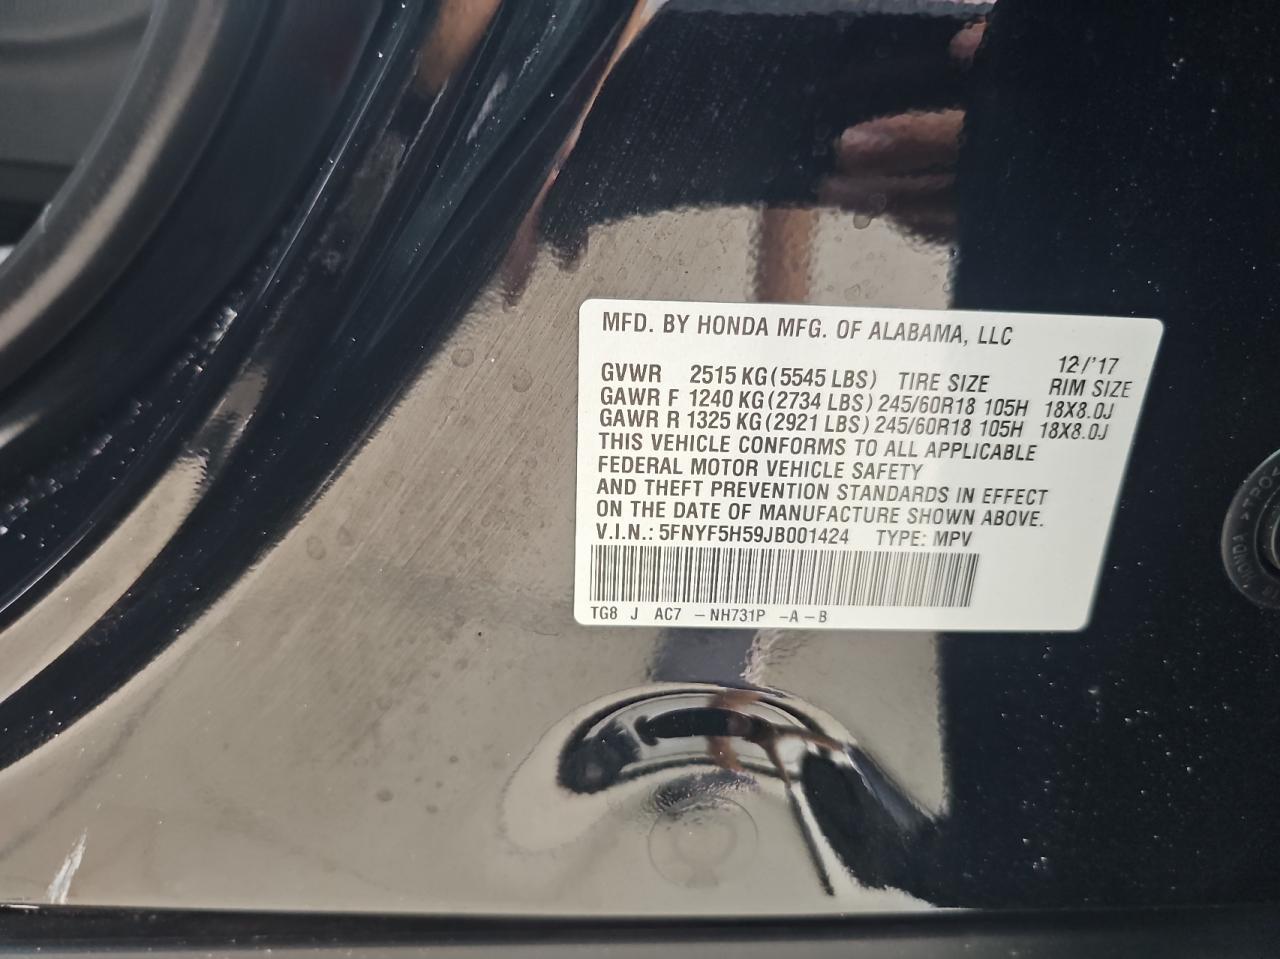 MFD. BY HONDA MFG. OF ALABAMA, LLC
12/'17
GVWR 2515 KG (5545 LBS) TIRE SIZE RIM SIZE
GAWR F 1240 KG (2734 LBS) 245/60R18 105H 18X8.0J
GAWR R 1325 KG (2921 LBS) 245/60R18 105H 18X8.0J
THIS VEHICLE CONFORMS TO ALL APPLICABLE
FEDERAL MOTOR VEHICLE SAFETY
AND THEFT PREVENTION STANDARDS IN EFFECT
ON THE DATE OF MANUFACTURE SHOWN ABOVE.
V.I.N.: 5FNYF5H59JB001424 TYPE: MPV
TG8 J AC7 - NH731P - A - B
HONDA